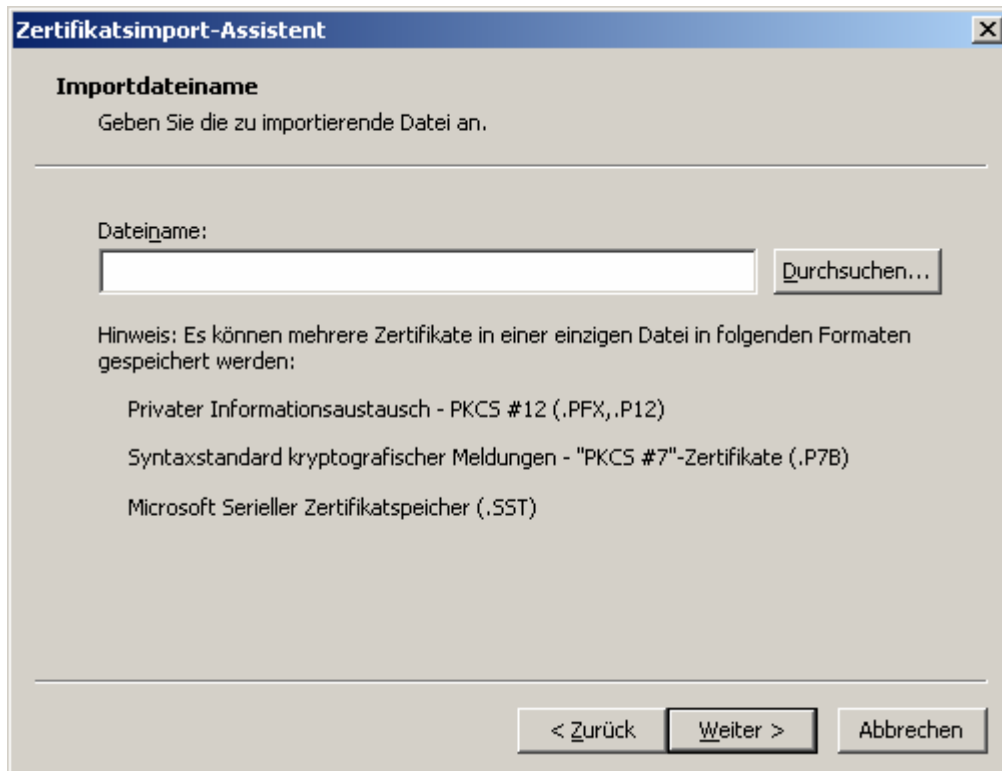 Zertifikatsimport-Assistent
Importdateiname
Geben Sie die zu importierende Datei an.
Dateiname:
Durchsuchen...
Hinweis: Es können mehrere Zertifikate in einer einzigen Datei in folgenden Formaten
gespeichert werden:
Privater Informationsaustausch - PKCS #12 (.PFX,.P12)
Syntaxstandard kryptografischer Meldungen - "PKCS #7"-Zertifikate (.P7B)
Microsoft Serieller Zertifikatspeicher (.SST)
< Zurück
Weiter >
Abbrechen